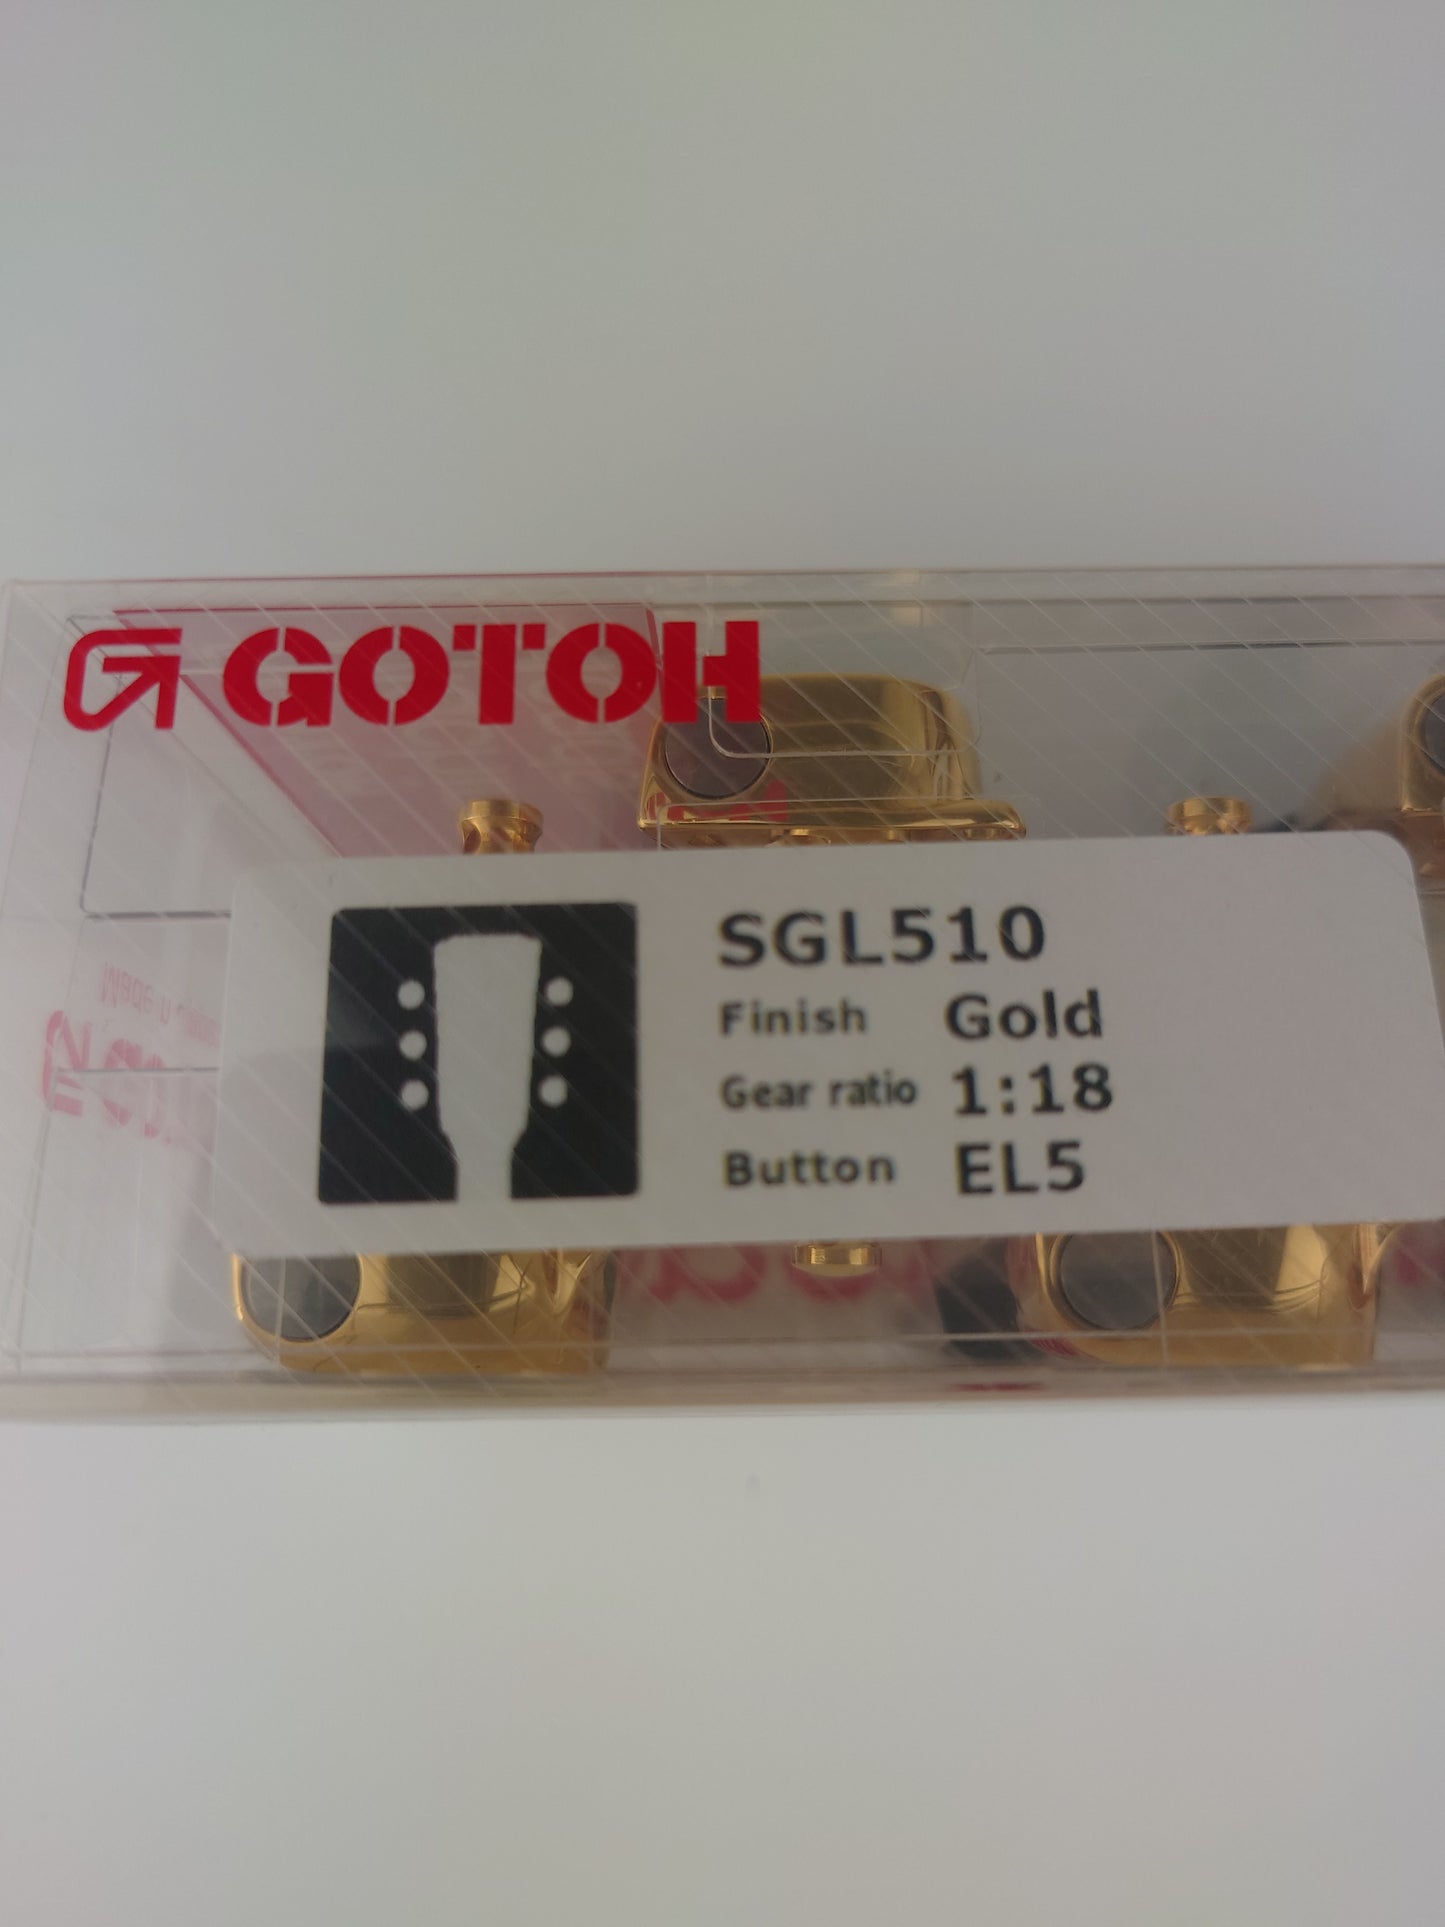 GOTOH
SGL510
Finish Gold
Gear ratio 1:18
Button EL5